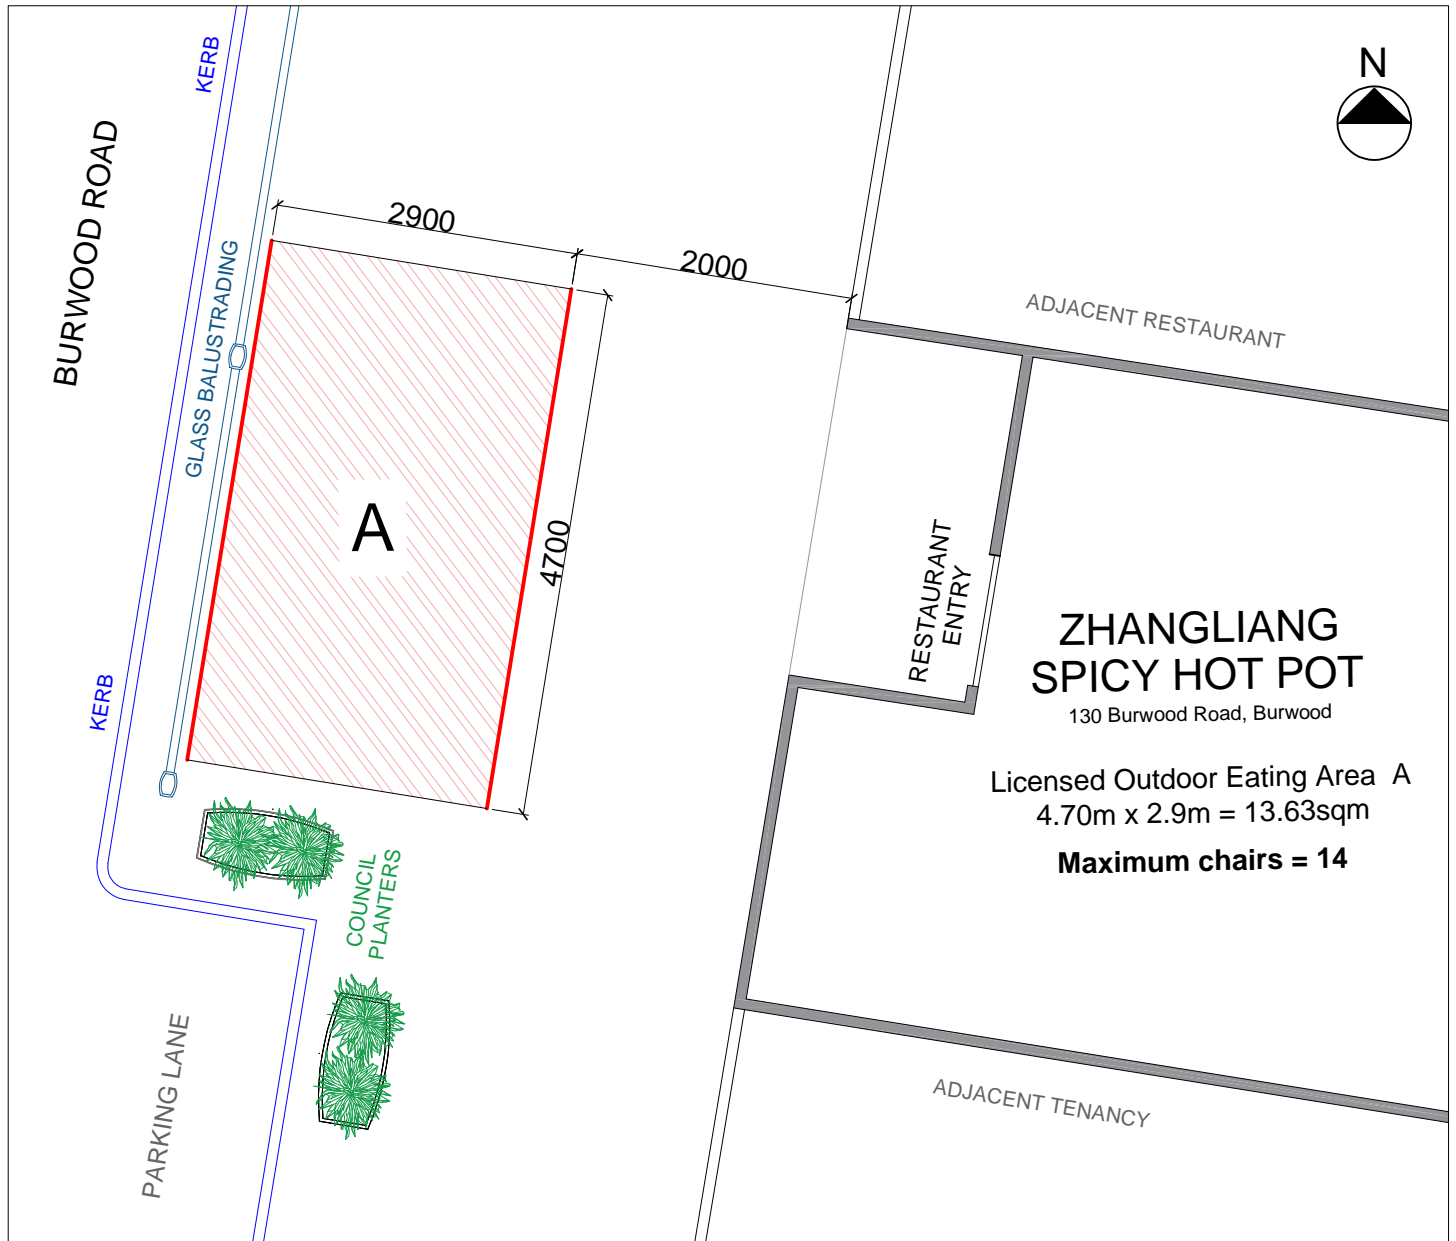 KERB
N
BURWOOD ROAD
2900
2000
GLASS BALUSTRADING
ADJACENT RESTAURANT
A
4700
RESTAURANT
ENTRY
ZHANGLIANG
SPICY HOT POT
130 Burwood Road, Burwood
KERB
Licensed Outdoor Eating Area A
4.70m x 2.9m = 13.63sqm
Maximum chairs = 14
COUNCIL
PLANTERS
PARKING LANE
ADJACENT TENANCY